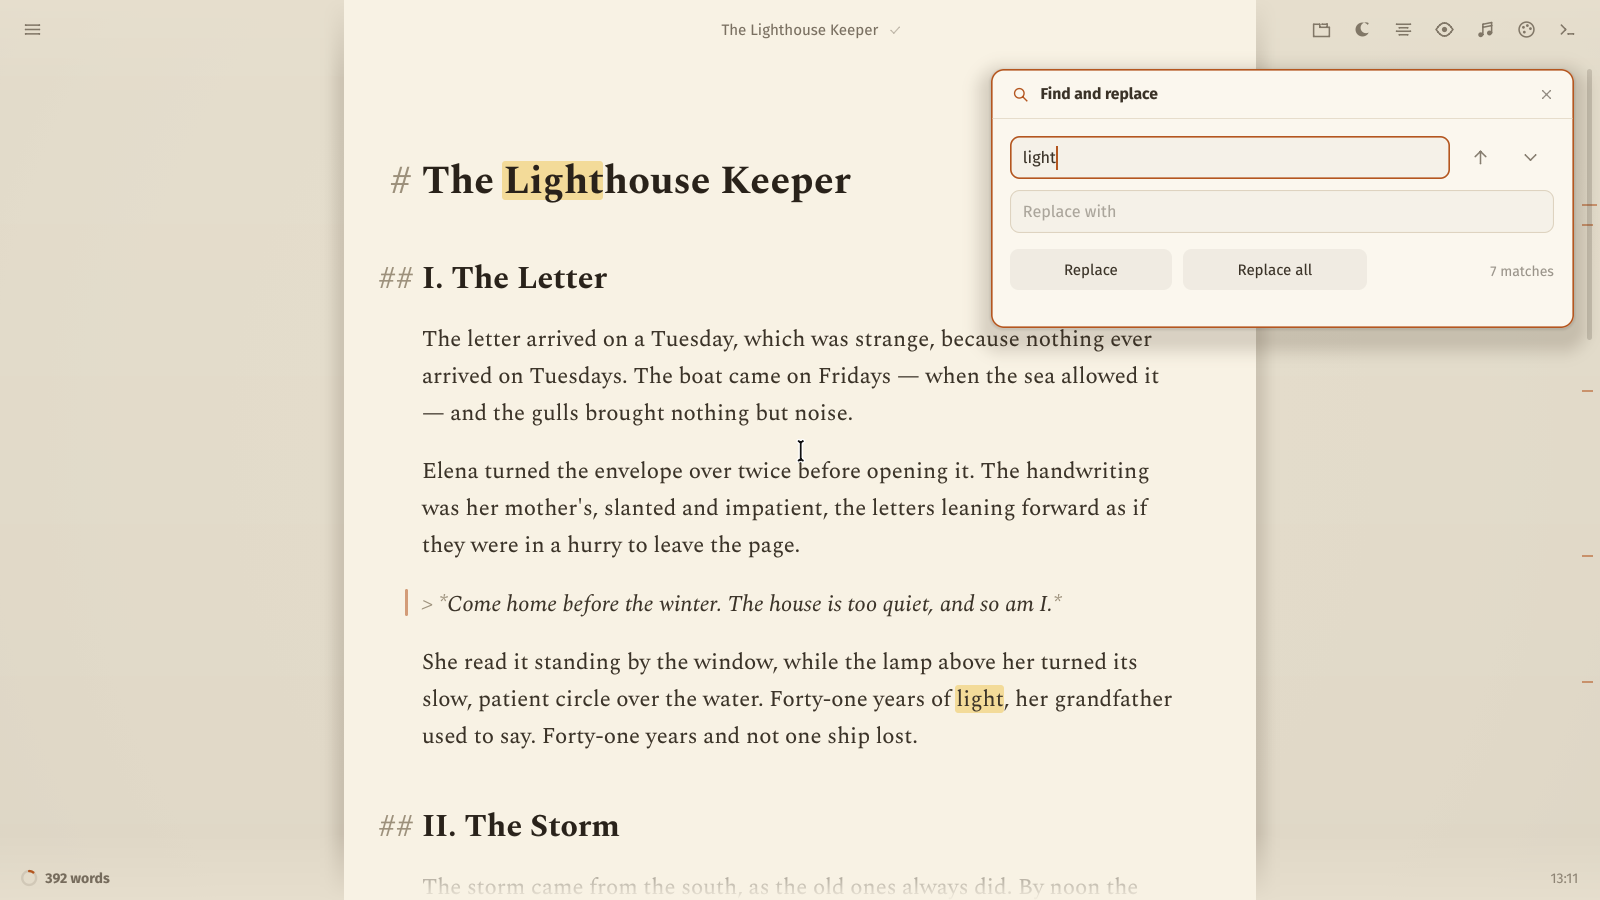 The Lighthouse Keeper
Find and replace
light
Replace with
Replace
Replace all
7 matches
# The Lighthouse Keeper
## I. The Letter
The letter arrived on a Tuesday, which was strange, because nothing ever
arrived on Tuesdays. The boat came on Fridays — when the sea allowed it
— and the gulls brought nothing but noise.
Elena turned the envelope over twice before opening it. The handwriting
was her mother's, slanted and impatient, the letters leaning forward as if
they were in a hurry to leave the page.
> *Come home before the winter. The house is too quiet, and so am I.*
She read it standing by the window, while the lamp above her turned its
slow, patient circle over the water. Forty-one years of light, her grandfather
used to say. Forty-one years and not one ship lost.
## II. The Storm
The storm came from the south, as the old ones always did. By noon the
392 words
13:11